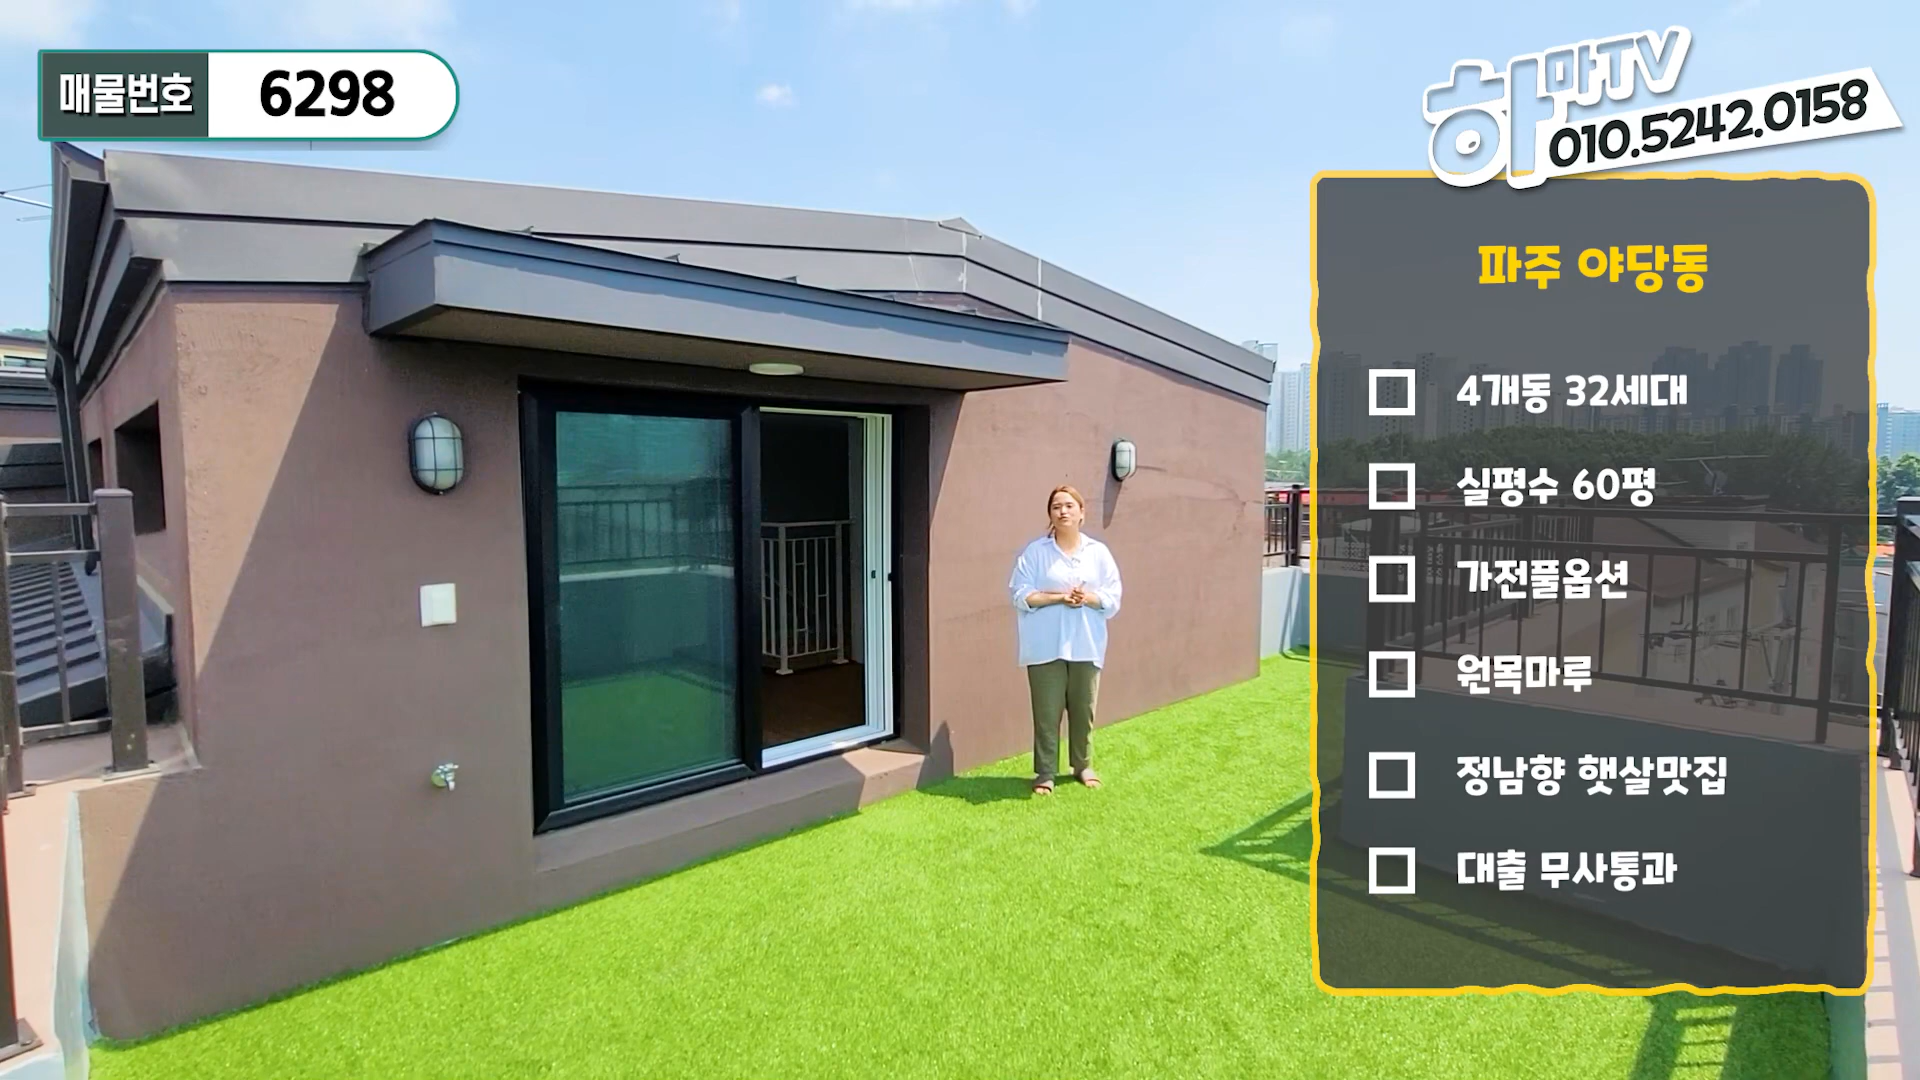 매물번호 6298
하마TV
010.5242.0158
파주 야당동
4개동 32세대
실평수 60평
가전풀옵션
원목마루
정남향 햇살맛집
대출 무사통과